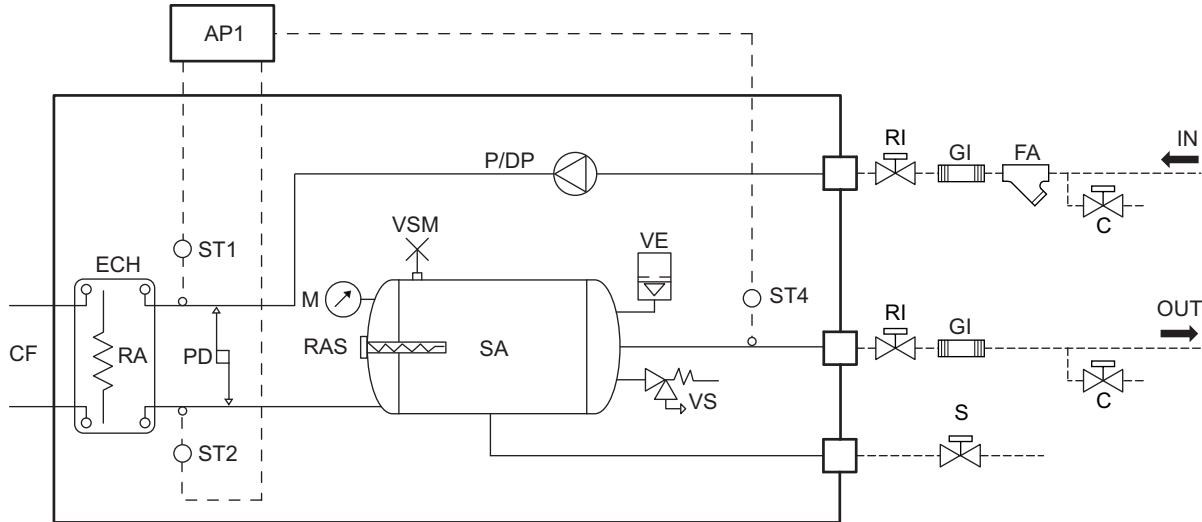 AP1
RI GI FA IN
P/DP
C
VSM VE
ST1
ECH
M ST4
RI GI OUT
CF RA PD RAS SA
VS C
S
ST2